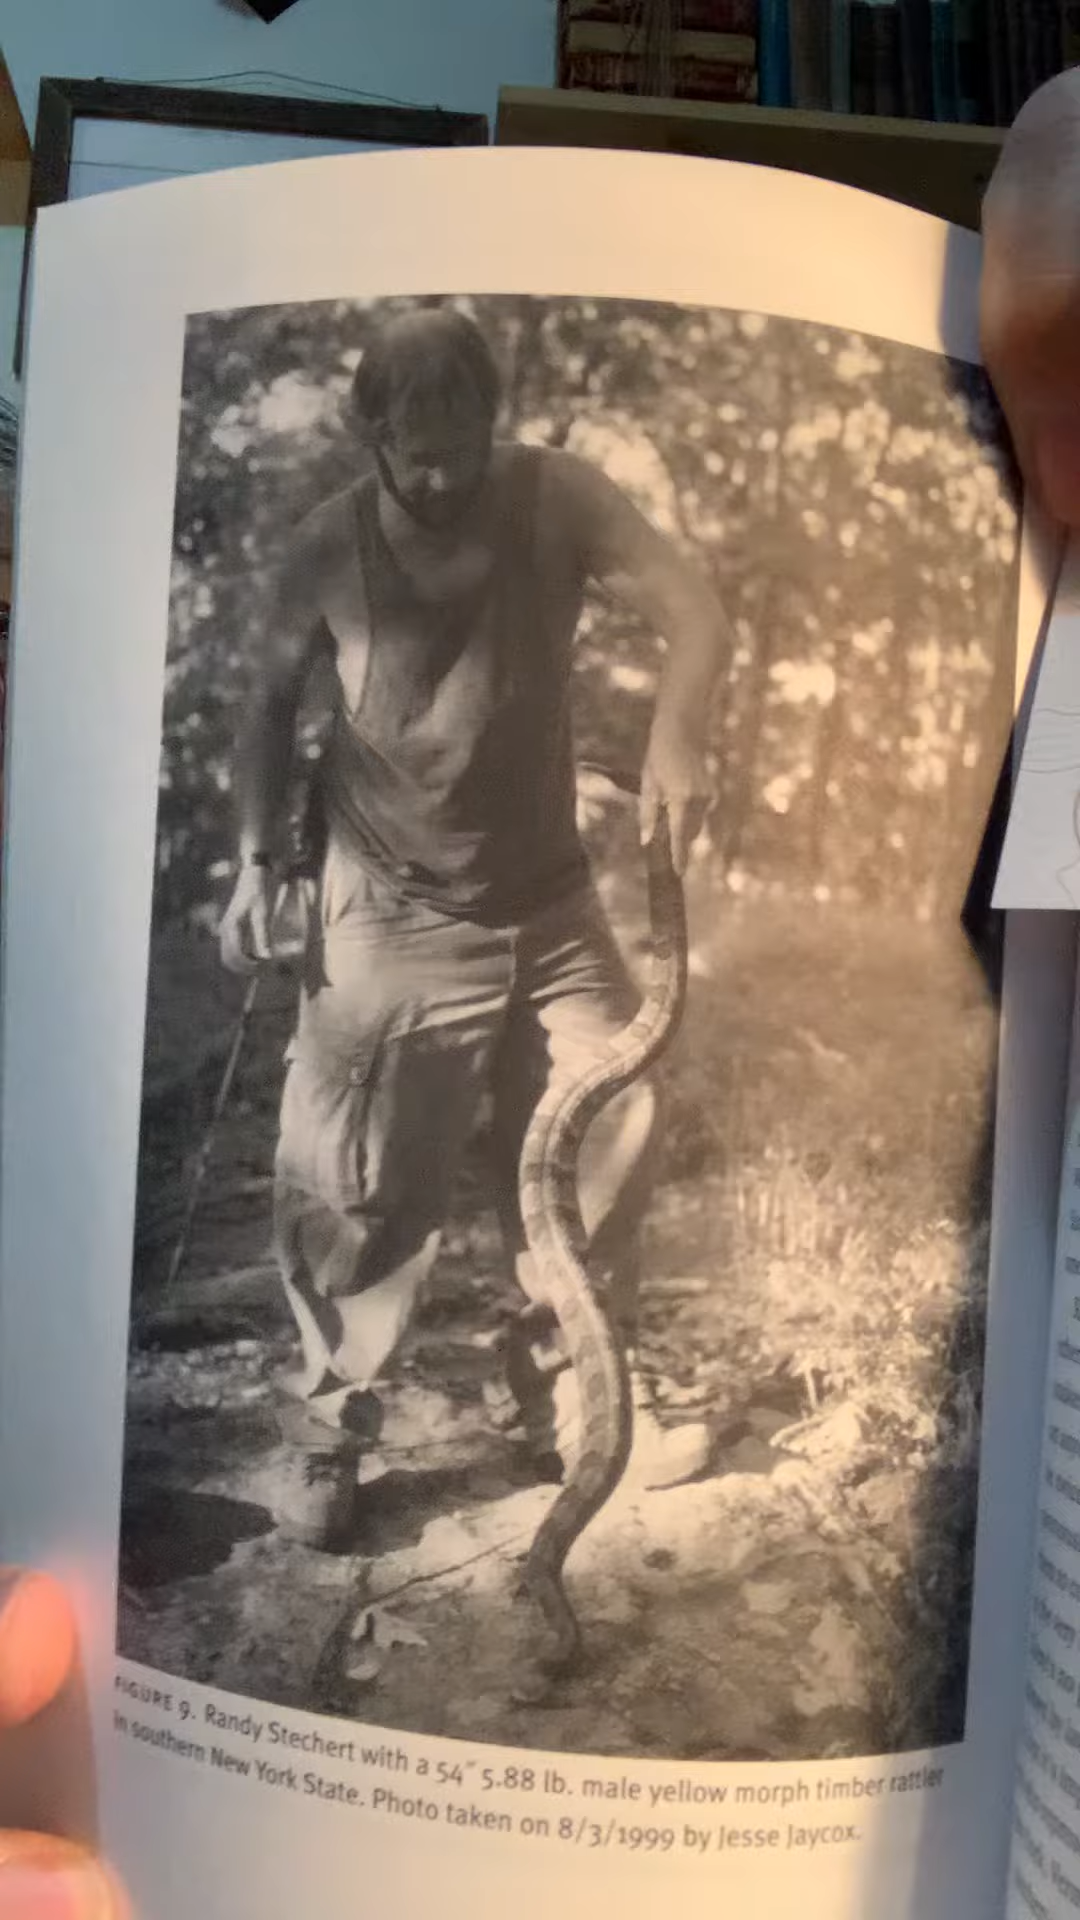 FIGURE 9. Randy Stechert with a 54" 5.88 lb. male yellow morph timber rattler
in southern New York State. Photo taken on 8/3/1999 by Jesse Jaycox.